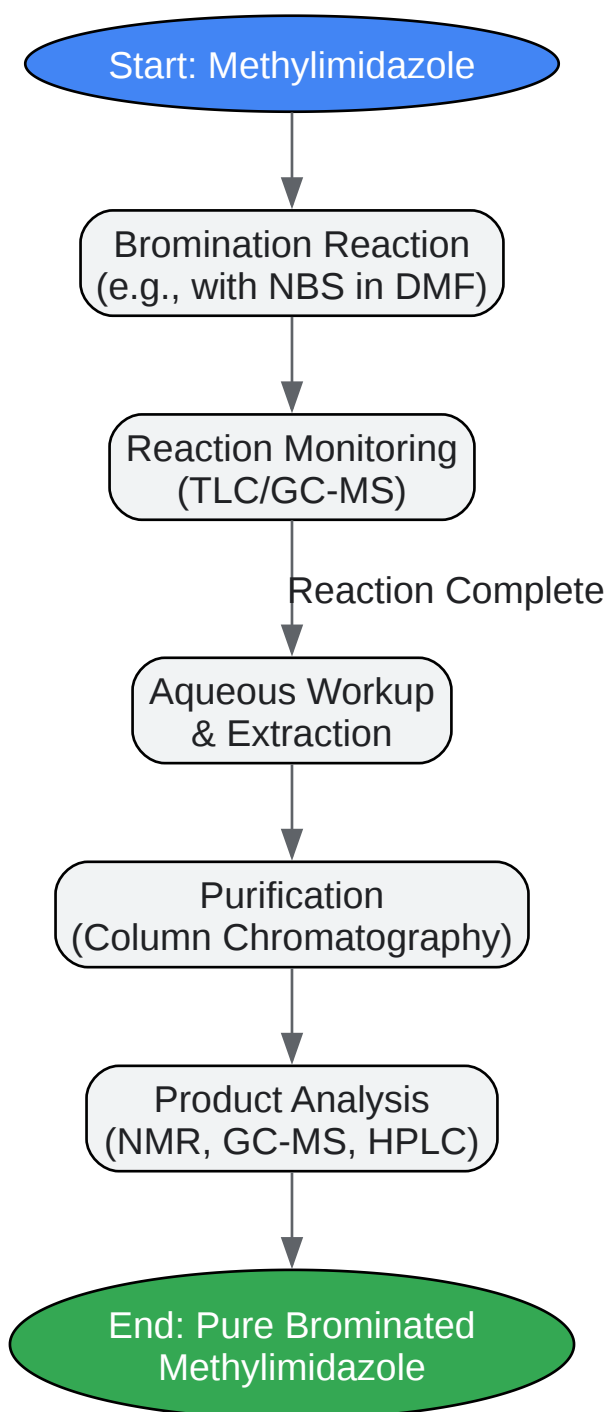 Start: Methylimidazole
Bromination Reaction
(e.g., with NBS in DMF)
Reaction Monitoring
(TLC/GC-MS)
Reaction Complete
Aqueous Workup
& Extraction
Purification
(Column Chromatography)
Product Analysis
(NMR, GC-MS, HPLC)
End: Pure Brominated
Methylimidazole